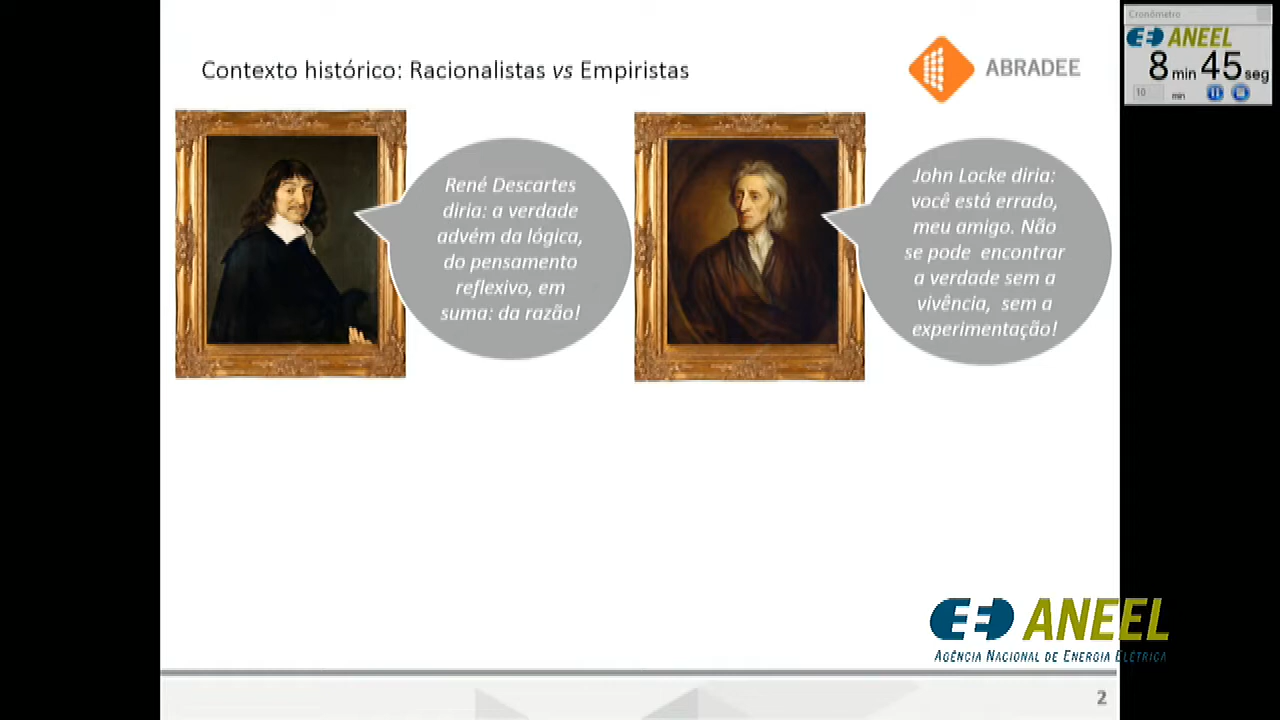 Contexto histórico: Racionalistas vs Empiristas
ABRADEE
René Descartes
diria: a verdade
advém da lógica,
do pensamento
reflexivo, em
suma: da razão!
John Locke diria:
você está errado,
meu amigo. Não
se pode encontrar
a verdade sem a
vivência, sem a
experimentação!
Cronômetro
ANEEL
8 min 45 seg
10 min
ANEEL
AGÊNCIA NACIONAL DE ENERGIA ELÉTRICA
2